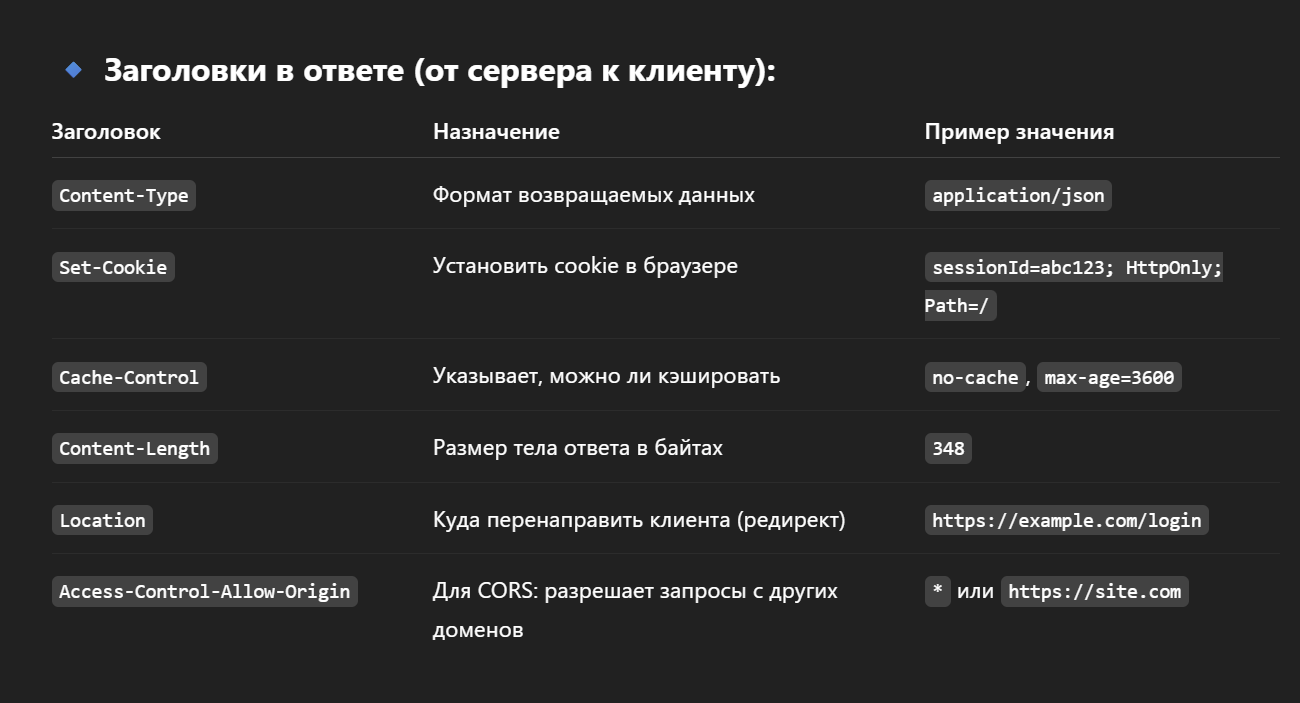 Заголовки в ответе (от сервера к клиенту):
Заголовок Назначение Пример значения
Content-Type Формат возвращаемых данных application/json
Set-Cookie Установить cookie в браузере sessionId=abc123; HttpOnly;
Path=/
Cache-Control Указывает, можно ли кэшировать no-cache, max-age=3600
Content-Length Размер тела ответа в байтах 348
Location Куда перенаправить клиента (редирект) https://example.com/login
Access-Control-Allow-Origin Для CORS: разрешает запросы с других * или https://site.com
доменов